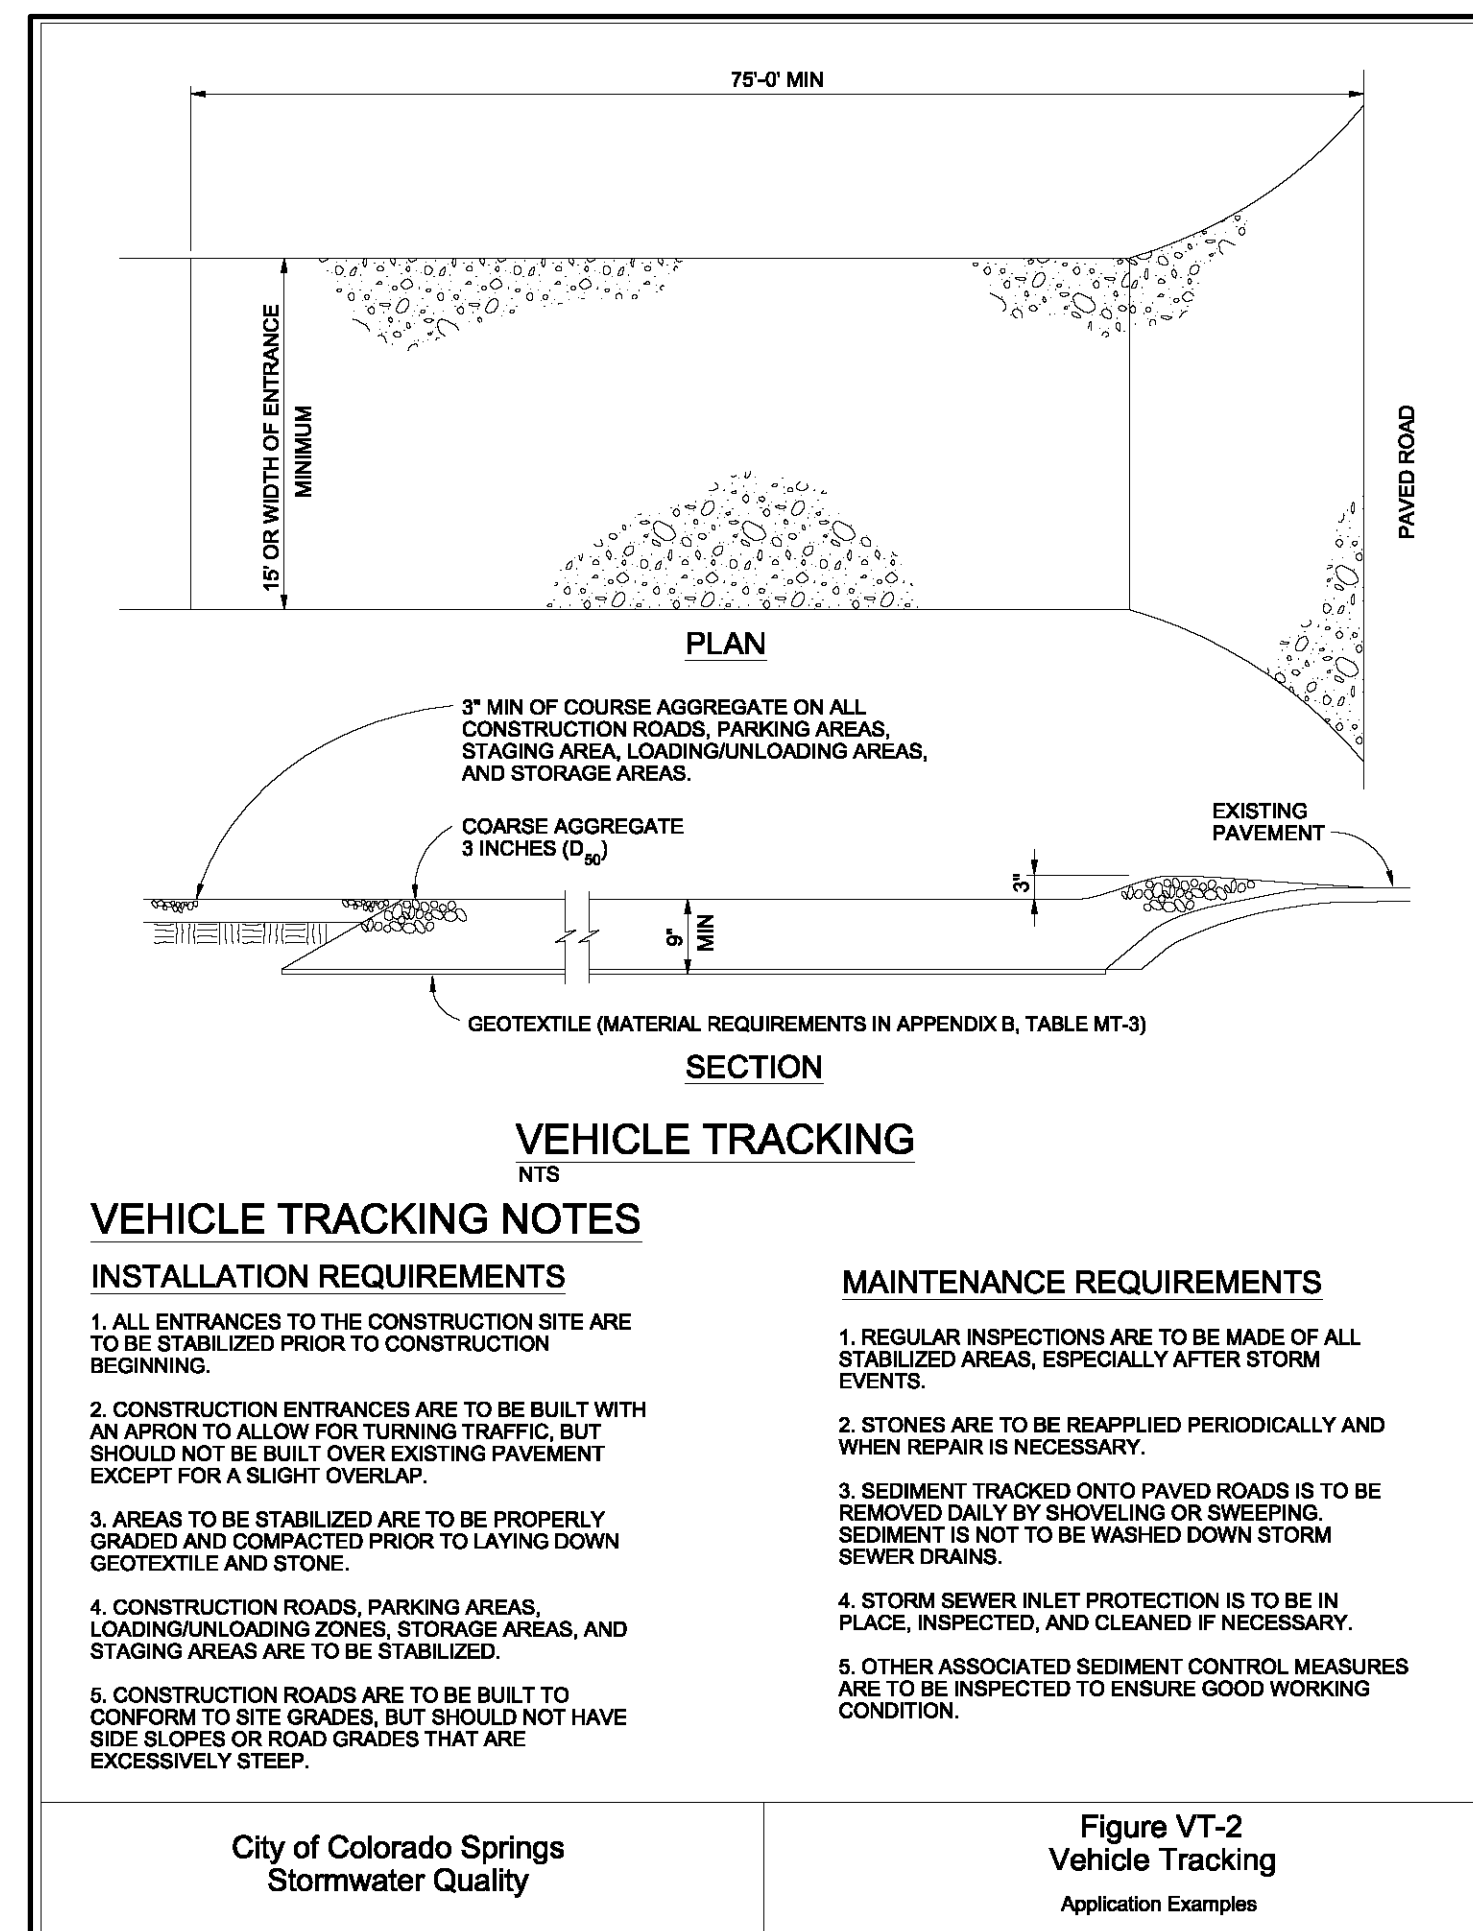 75'-0' MIN
15' OR WIDTH OF ENTRANCE
MINIMUM
PAVED ROAD
PLAN
3" MIN OF COURSE AGGREGATE ON ALL
CONSTRUCTION ROADS, PARKING AREAS,
STAGING AREA, LOADING/UNLOADING AREAS,
AND STORAGE AREAS.
COARSE AGGREGATE
3 INCHES (D50)
EXISTING
PAVEMENT
3"
9"
MIN
GEOTEXTILE (MATERIAL REQUIREMENTS IN APPENDIX B, TABLE MT-3)
SECTION
VEHICLE TRACKING
NTS
VEHICLE TRACKING NOTES
INSTALLATION REQUIREMENTS
1. ALL ENTRANCES TO THE CONSTRUCTION SITE ARE
TO BE STABILIZED PRIOR TO CONSTRUCTION
BEGINNING.
2. CONSTRUCTION ENTRANCES ARE TO BE BUILT WITH
AN APRON TO ALLOW FOR TURNING TRAFFIC, BUT
SHOULD NOT BE BUILT OVER EXISTING PAVEMENT
EXCEPT FOR A SLIGHT OVERLAP.
3. AREAS TO BE STABILIZED ARE TO BE PROPERLY
GRADED AND COMPACTED PRIOR TO LAYING DOWN
GEOTEXTILE AND STONE.
4. CONSTRUCTION ROADS, PARKING AREAS,
LOADING/UNLOADING ZONES, STORAGE AREAS, AND
STAGING AREAS ARE TO BE STABILIZED.
5. CONSTRUCTION ROADS ARE TO BE BUILT TO
CONFORM TO SITE GRADES, BUT SHOULD NOT HAVE
SIDE SLOPES OR ROAD GRADES THAT ARE
EXCESSIVELY STEEP.
MAINTENANCE REQUIREMENTS
1. REGULAR INSPECTIONS ARE TO BE MADE OF ALL
STABILIZED AREAS, ESPECIALLY AFTER STORM
EVENTS.
2. STONES ARE TO BE REAPPLIED PERIODICALLY AND
WHEN REPAIR IS NECESSARY.
3. SEDIMENT TRACKED ONTO PAVED ROADS IS TO BE
REMOVED DAILY BY SHOVELING OR SWEEPING.
SEDIMENT IS NOT TO BE WASHED DOWN STORM
SEWER DRAINS.
4. STORM SEWER INLET PROTECTION IS TO BE IN
PLACE, INSPECTED, AND CLEANED IF NECESSARY.
5. OTHER ASSOCIATED SEDIMENT CONTROL MEASURES
ARE TO BE INSPECTED TO ENSURE GOOD WORKING
CONDITION.
City of Colorado Springs
Stormwater Quality
Figure VT-2
Vehicle Tracking
Application Examples